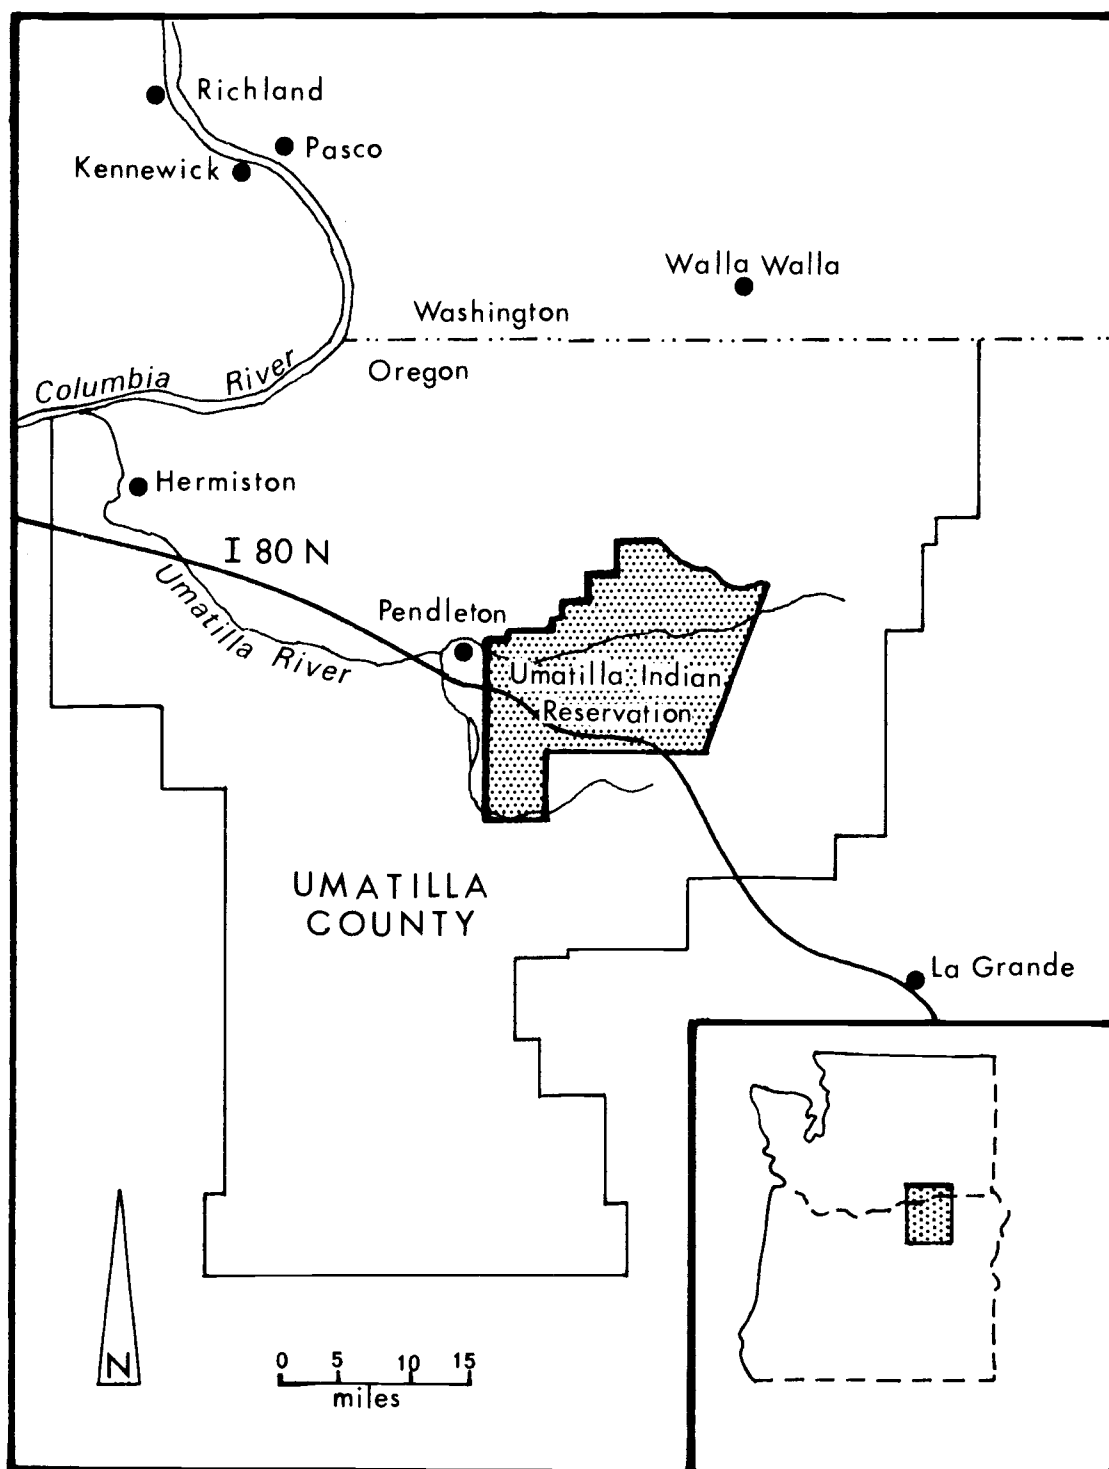 Richland
Pasco
Kennewick
Walla Walla
Washington
Oregon
Columbia River
Hermiston
I 80 N
Umatilla River
Pendleton
Umatilla Indian
Reservation
UMATILLA
COUNTY
La Grande
N
0 5 10 15
miles